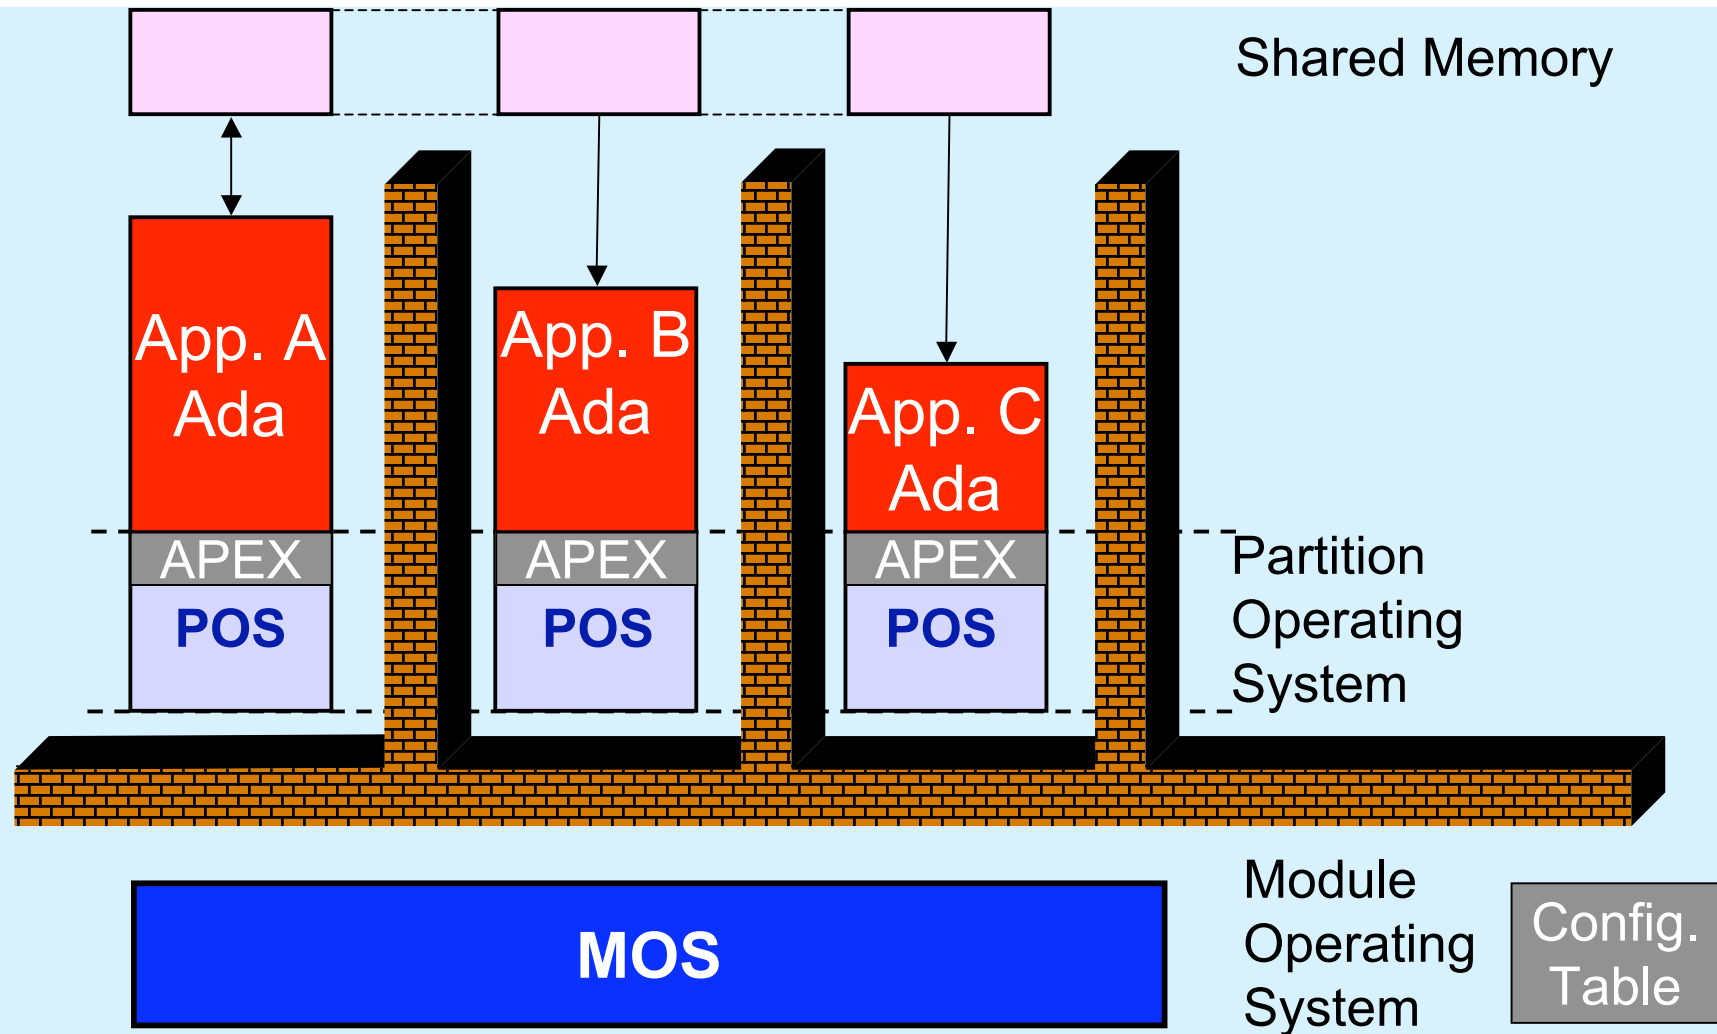 Shared Memory
App. A
Ada
App. B
Ada
App. C
Ada
APEX
APEX
APEX
POS
POS
POS
Partition
Operating
System
MOS
Module
Operating
System
Config.
Table